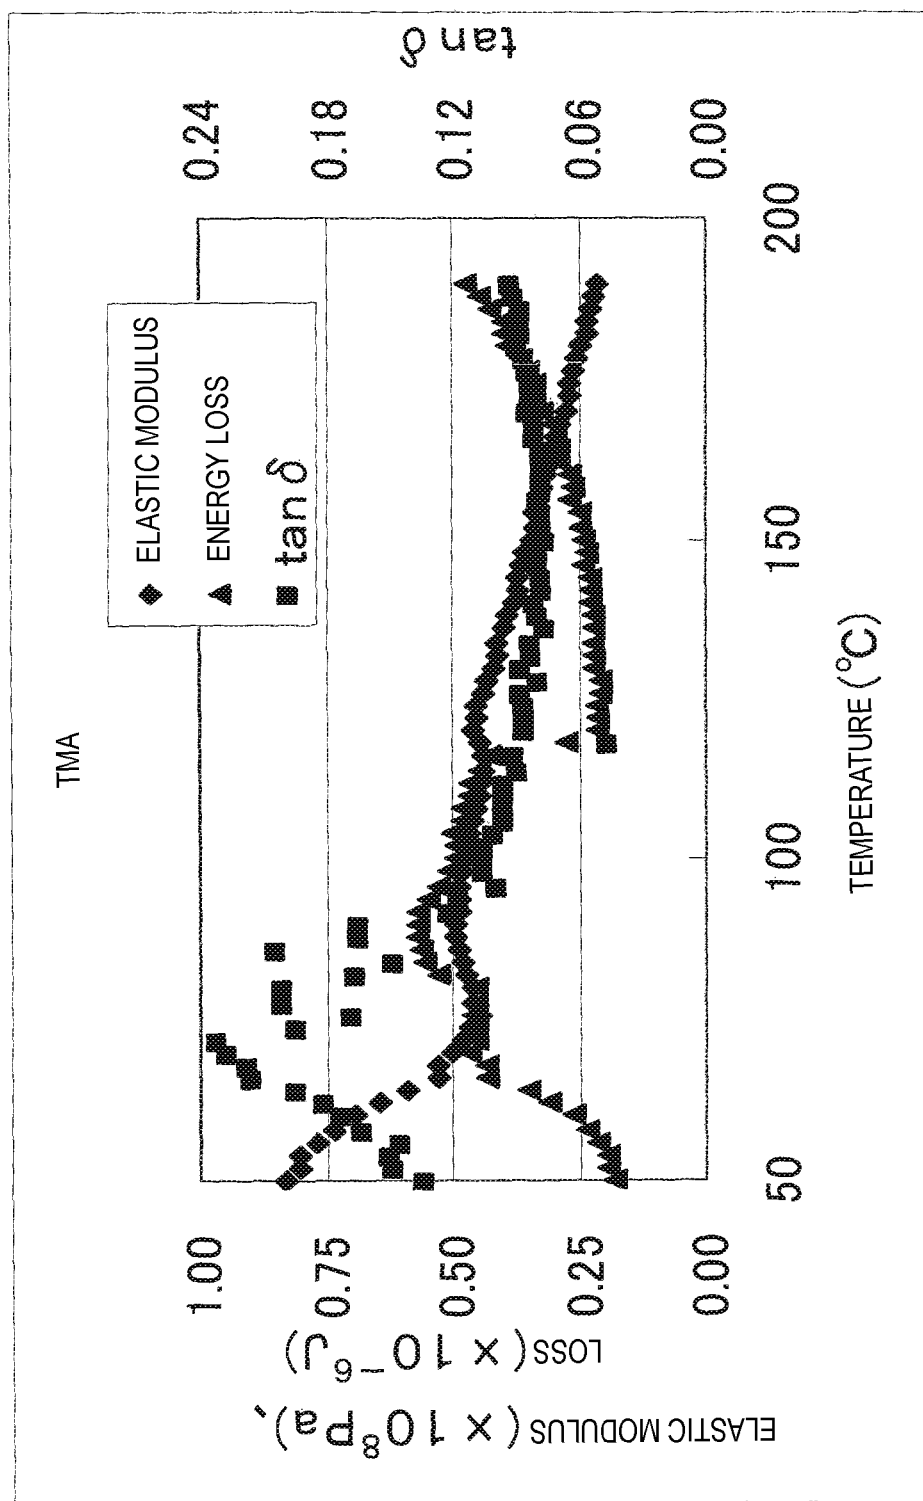 TMA
ELASTIC MODULUS
ENERGY LOSS
tan δ
ELASTIC MODULUS (× 10⁸Pa),
LOSS (× 10⁻⁶J)
1.00
0.75
0.50
0.25
0.00
tan δ
0.24
0.18
0.12
0.06
0.00
50
100
150
200
TEMPERATURE (°C)